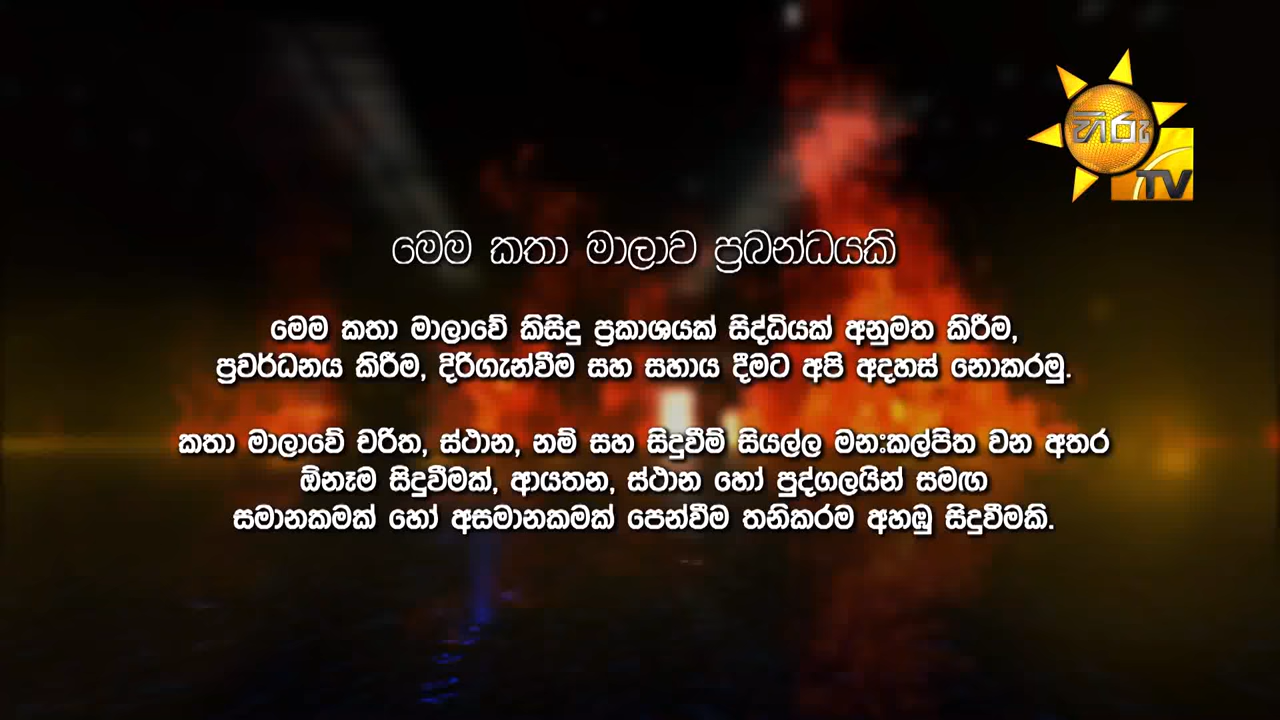 හිරු
TV
මෙම කතා මාලාව ප්‍රබන්ධයකි
මෙම කතා මාලාවේ කිසිදු ප්‍රකාශයක් සිද්ධියක් අනුමත කිරීම,
ප්‍රවර්ධනය කිරීම, දිරිගැන්වීම සහ සහාය දීමට අපි අදහස් නොකරමු.
කතා මාලාවේ චරිත, ස්ථාන, නම් සහ සිදුවීම් සියල්ල මනඃකල්පිත වන අතර
ඕනෑම සිදුවීමක්, ආයතන, ස්ථාන හෝ පුද්ගලයින් සමඟ
සමානකමක් හෝ අසමානකමක් පෙන්වීම තනිකරම අහඹු සිදුවීමකි.